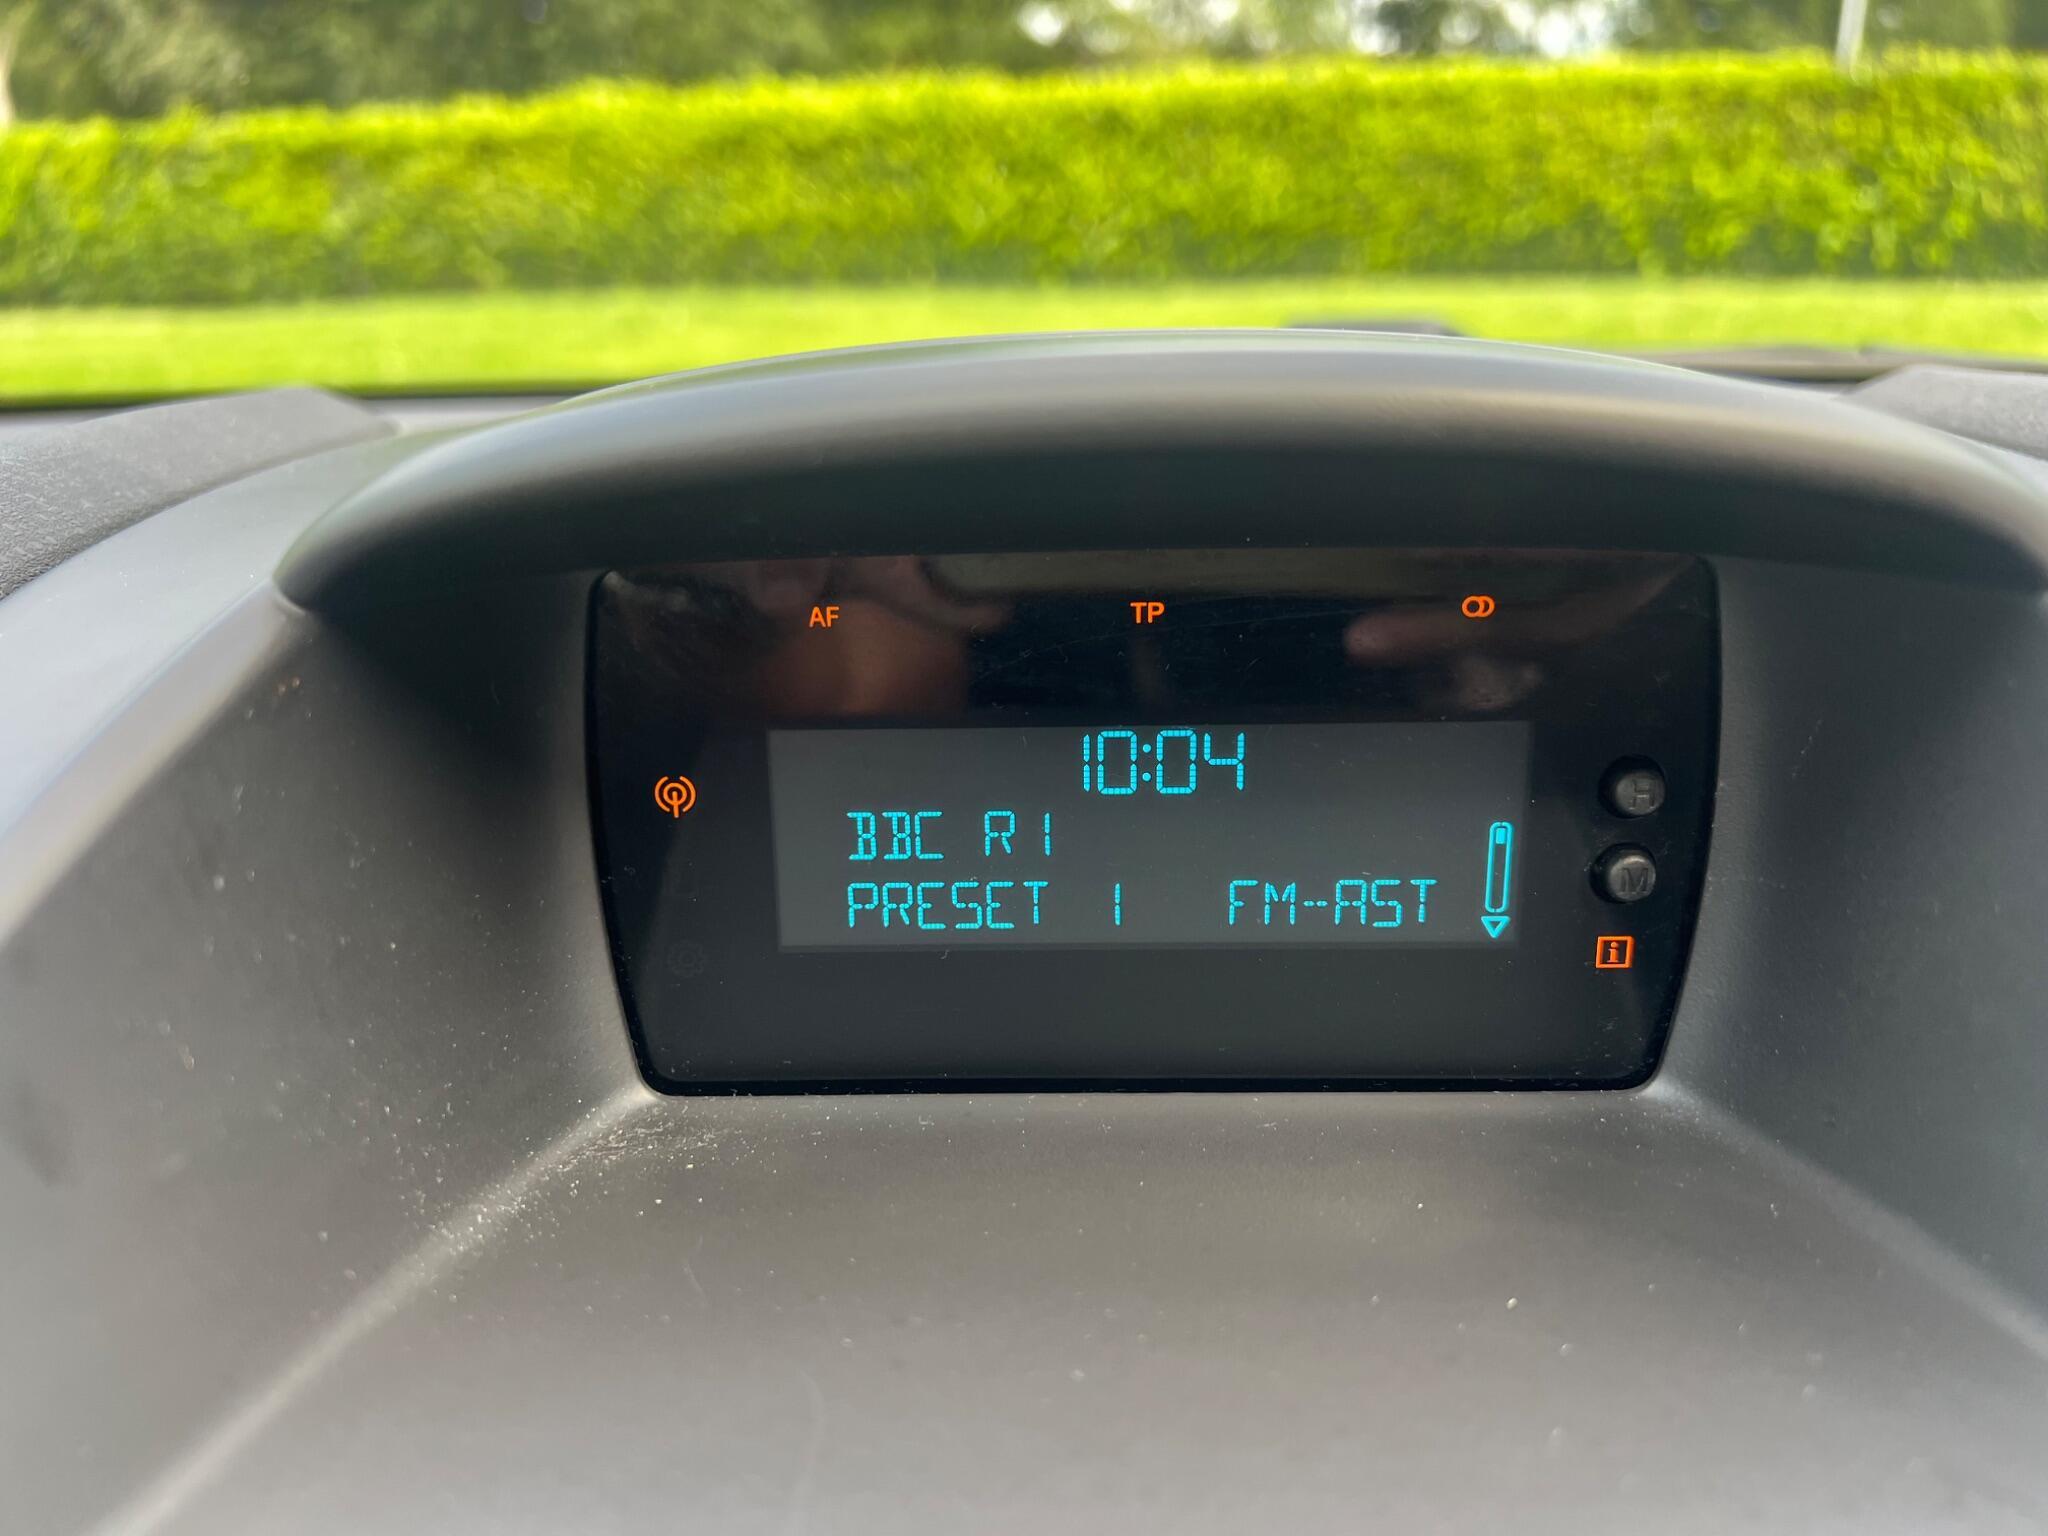 AF TP
10:04
BBC R1
PRESET 1 FM-AST
H
M
i